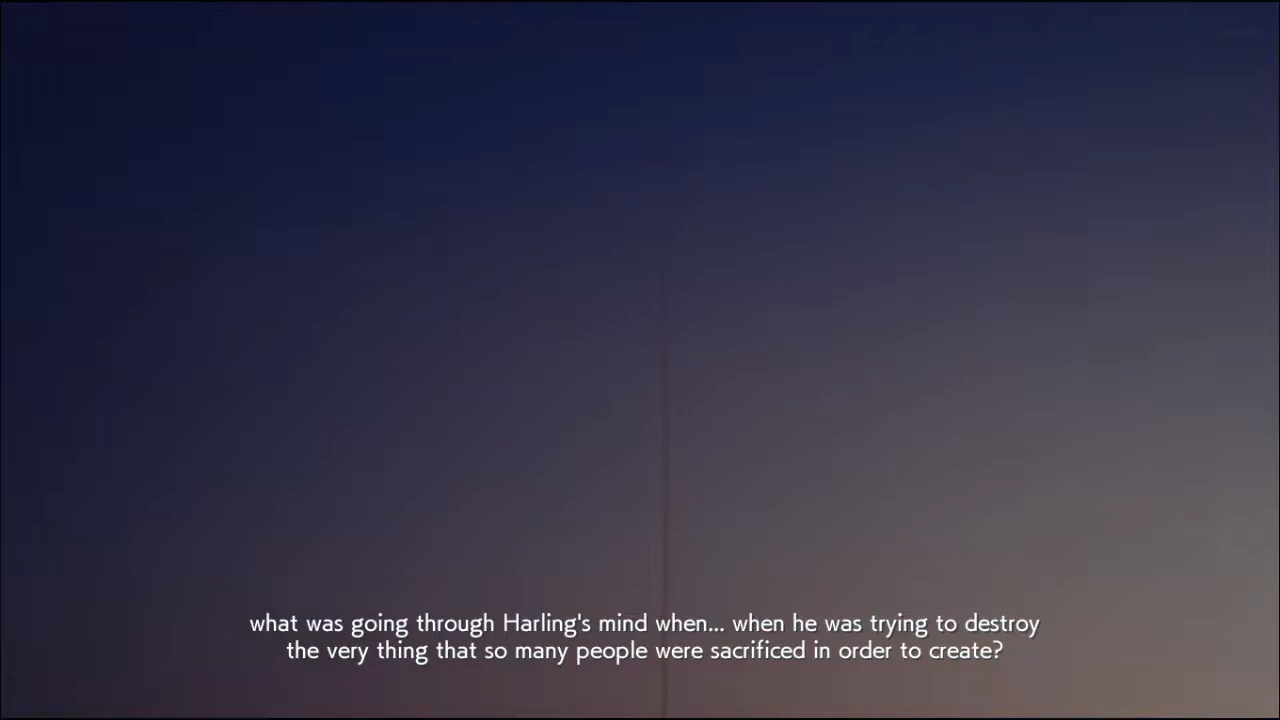 what was going through Harling's mind when... when he was trying to destroy
the very thing that so many people were sacrificed in order to create?